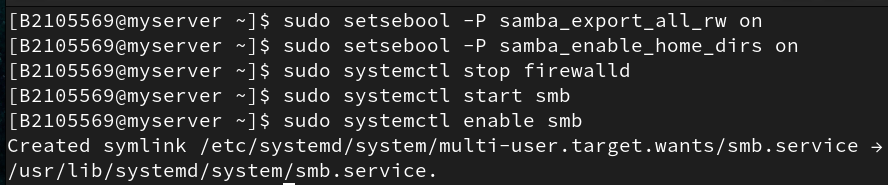 [B2105569@myserver ~]$ sudo setsebool -P samba_export_all_rw on
[B2105569@myserver ~]$ sudo setsebool -P samba_enable_home_dirs on
[B2105569@myserver ~]$ sudo systemctl stop firewalld
[B2105569@myserver ~]$ sudo systemctl start smb
[B2105569@myserver ~]$ sudo systemctl enable smb
Created symlink /etc/systemd/system/multi-user.target.wants/smb.service →
/usr/lib/systemd/system/smb.service.